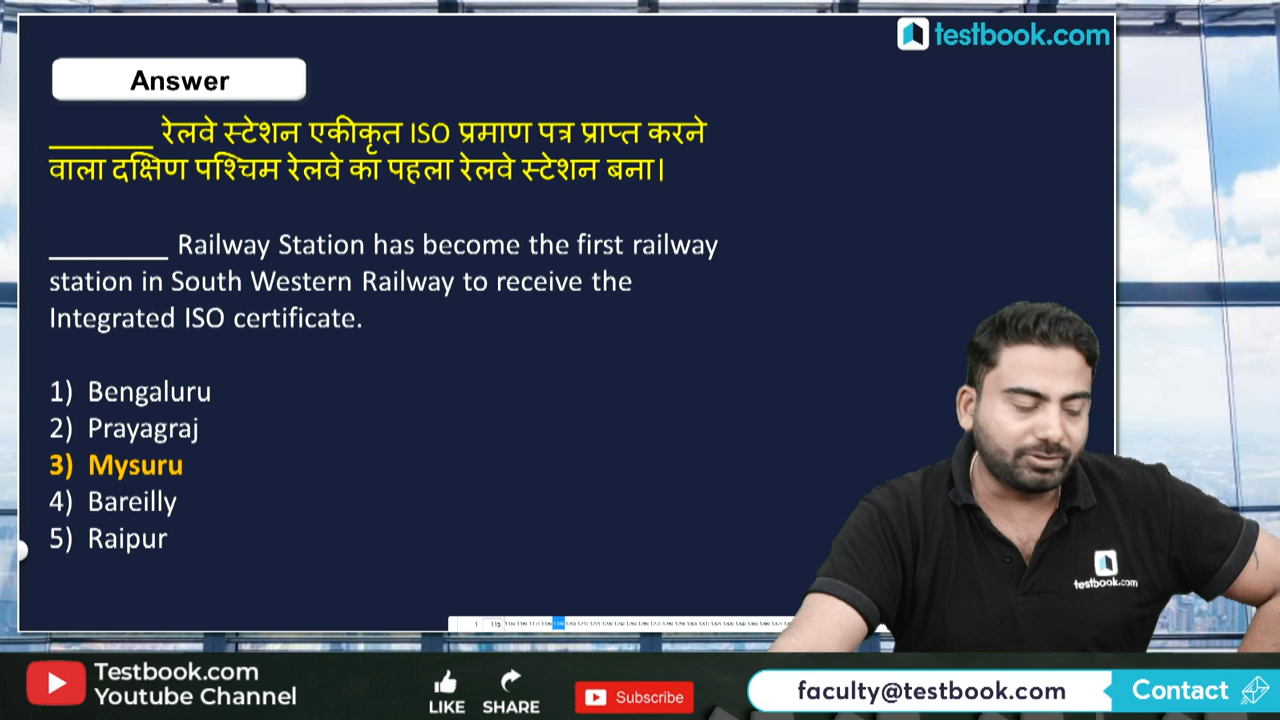 testbook.com
Answer
_______ रेलवे स्टेशन एकीकृत ISO प्रमाण पत्र प्राप्त करने
वाला दक्षिण पश्चिम रेलवे का पहला रेलवे स्टेशन बना।
________ Railway Station has become the first railway
station in South Western Railway to receive the
Integrated ISO certificate.
1) Bengaluru
2) Prayagraj
3) Mysuru
4) Bareilly
5) Raipur
testbook.com
Testbook.com
Youtube Channel
LIKE
SHARE
Subscribe
faculty@testbook.com
Contact